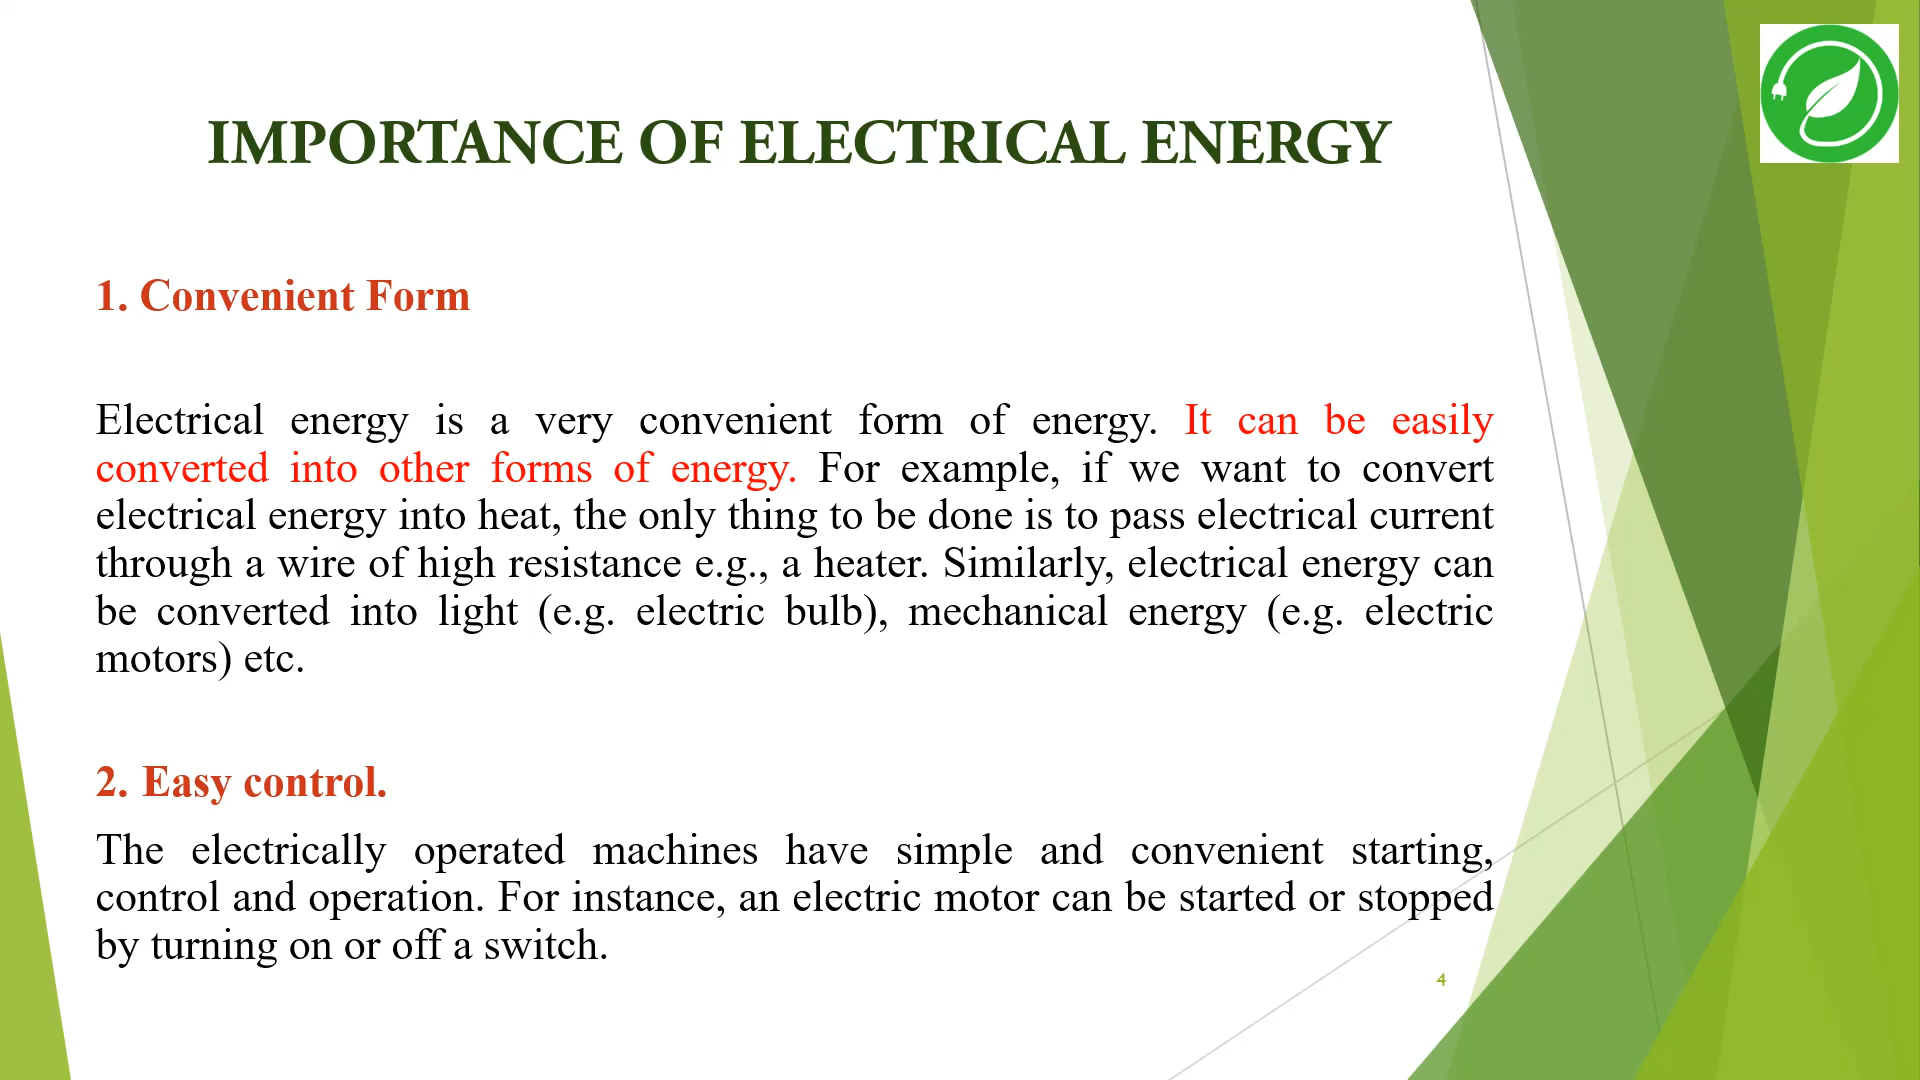 IMPORTANCE OF ELECTRICAL ENERGY
1. Convenient Form
Electrical energy is a very convenient form of energy. It can be easily
converted into other forms of energy. For example, if we want to convert
electrical energy into heat, the only thing to be done is to pass electrical current
through a wire of high resistance e.g., a heater. Similarly, electrical energy can
be converted into light (e.g. electric bulb), mechanical energy (e.g. electric
motors) etc.
2. Easy control.
The electrically operated machines have simple and convenient starting,
control and operation. For instance, an electric motor can be started or stopped
by turning on or off a switch.
4